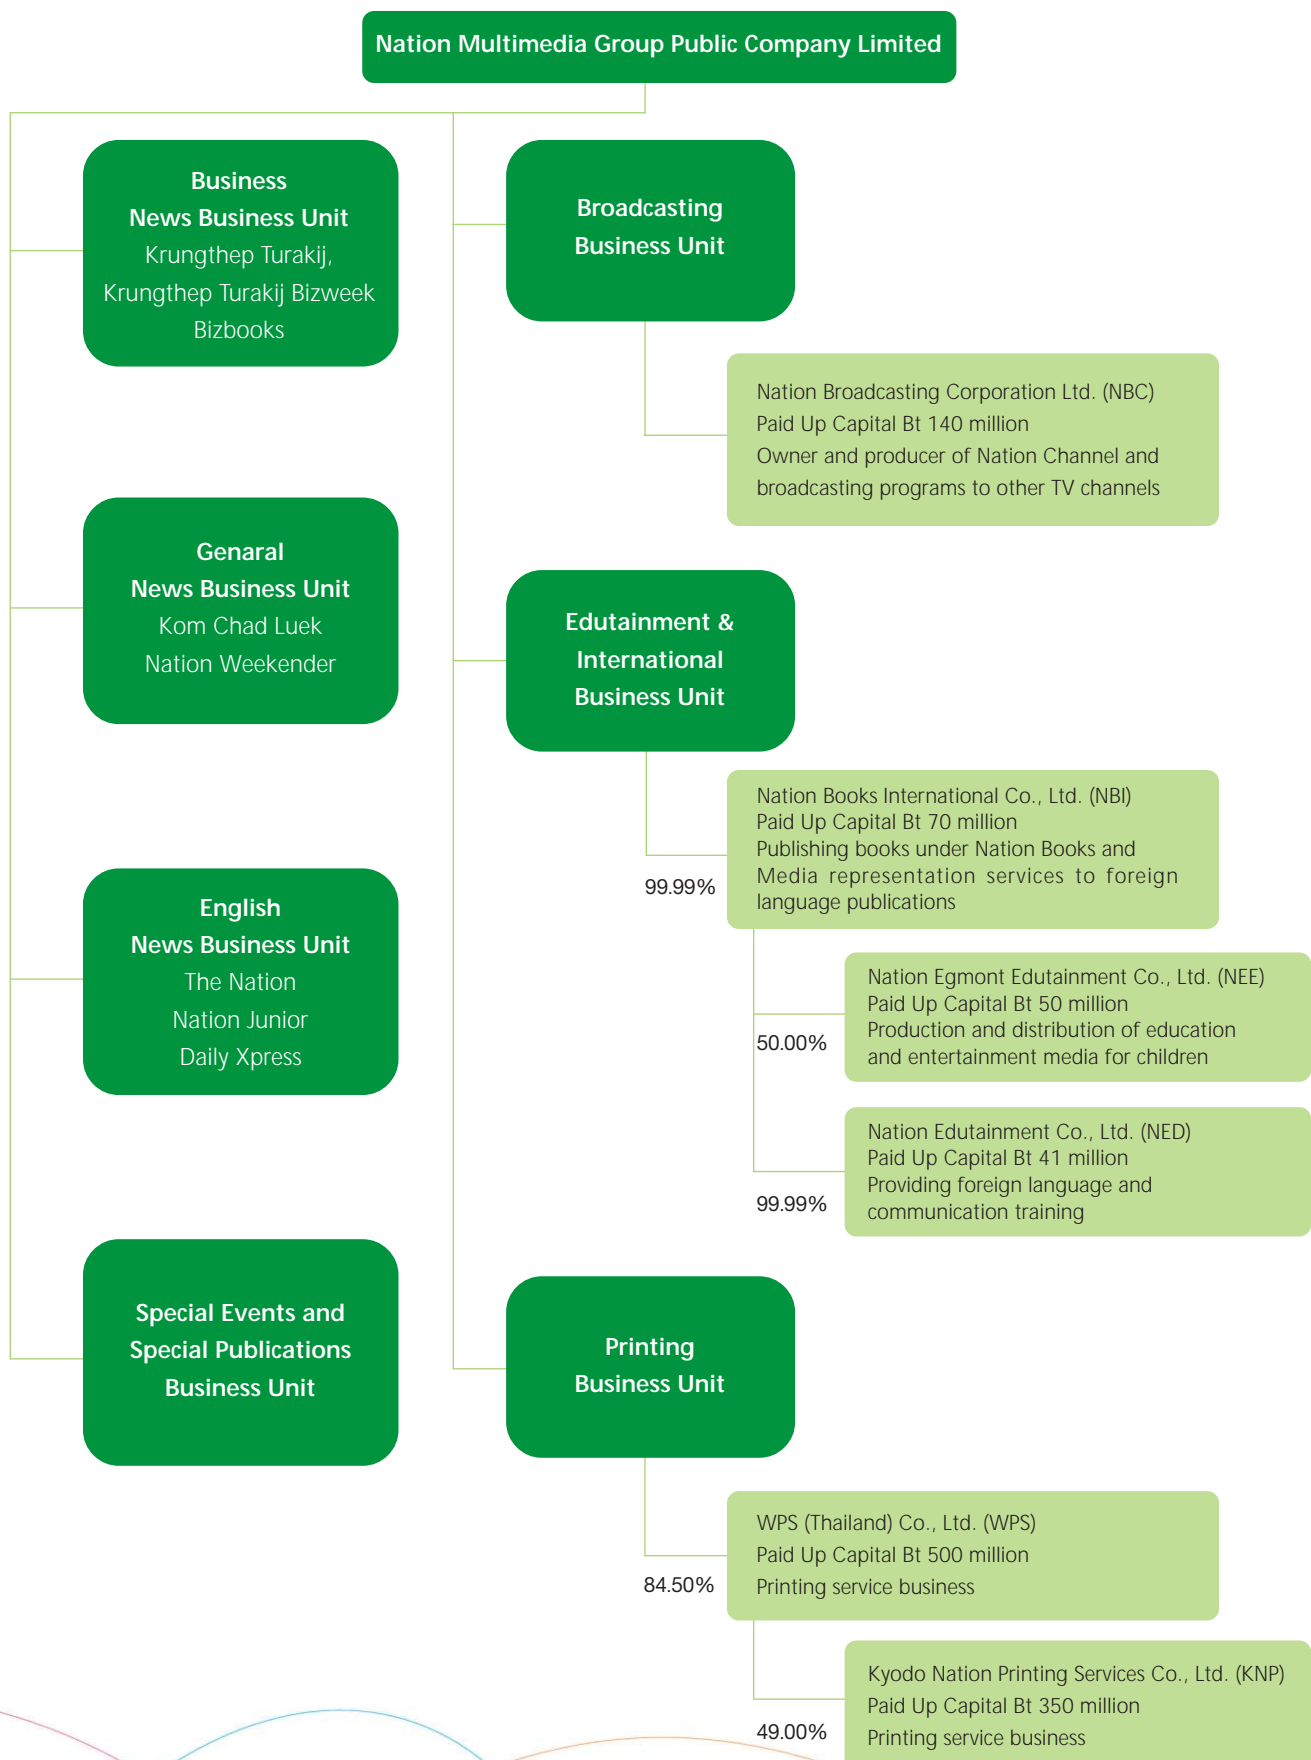 Nation Multimedia Group Public Company Limited
Business
News Business Unit
Krungthep Turakij,
Krungthep Turakij Bizweek
Bizbooks
Genaral
News Business Unit
Kom Chad Luek
Nation Weekender
English
News Business Unit
The Nation
Nation Junior
Daily Xpress
Special Events and
Special Publications
Business Unit
Broadcasting
Business Unit
Nation Broadcasting Corporation Ltd. (NBC)
Paid Up Capital Bt 140 million
Owner and producer of Nation Channel and
broadcasting programs to other TV channels
Edutainment &
International
Business Unit
99.99%
Nation Books International Co., Ltd. (NBI)
Paid Up Capital Bt 70 million
Publishing books under Nation Books and
Media representation services to foreign
language publications
50.00%
Nation Egmont Edutainment Co., Ltd. (NEE)
Paid Up Capital Bt 50 million
Production and distribution of education
and entertainment media for children
99.99%
Nation Edutainment Co., Ltd. (NED)
Paid Up Capital Bt 41 million
Providing foreign language and
communication training
Printing
Business Unit
84.50%
WPS (Thailand) Co., Ltd. (WPS)
Paid Up Capital Bt 500 million
Printing service business
49.00%
Kyodo Nation Printing Services Co., Ltd. (KNP)
Paid Up Capital Bt 350 million
Printing service business